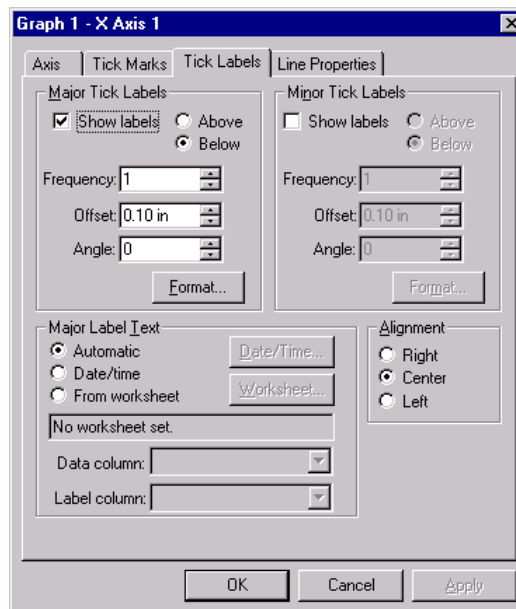 Graph 1 - X Axis 1
Axis Tick Marks Tick Labels Line Properties
Major Tick Labels
Show labels Above
Below
Frequency: 1
Offset: 0.10 in
Angle: 0
Format...
Minor Tick Labels
Show labels Above
Below
Frequency: 1
Offset: 0.10 in
Angle: 0
Format...
Major Label Text
Automatic Date/Time...
Date/time
From worksheet Worksheet...
No worksheet set.
Data column:
Label column:
Alignment
Right
Center
Left
OK Cancel Apply